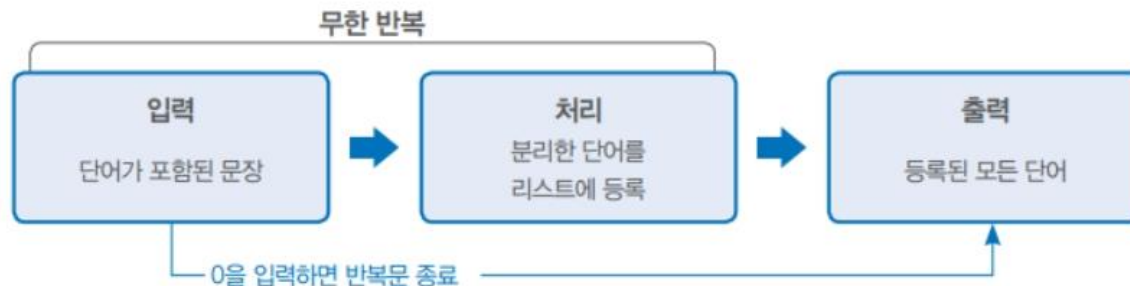 무한 반복
입력
단어가 포함된 문장
처리
분리한 단어를
리스트에 등록
출력
등록된 모든 단어
0을 입력하면 반복문 종료